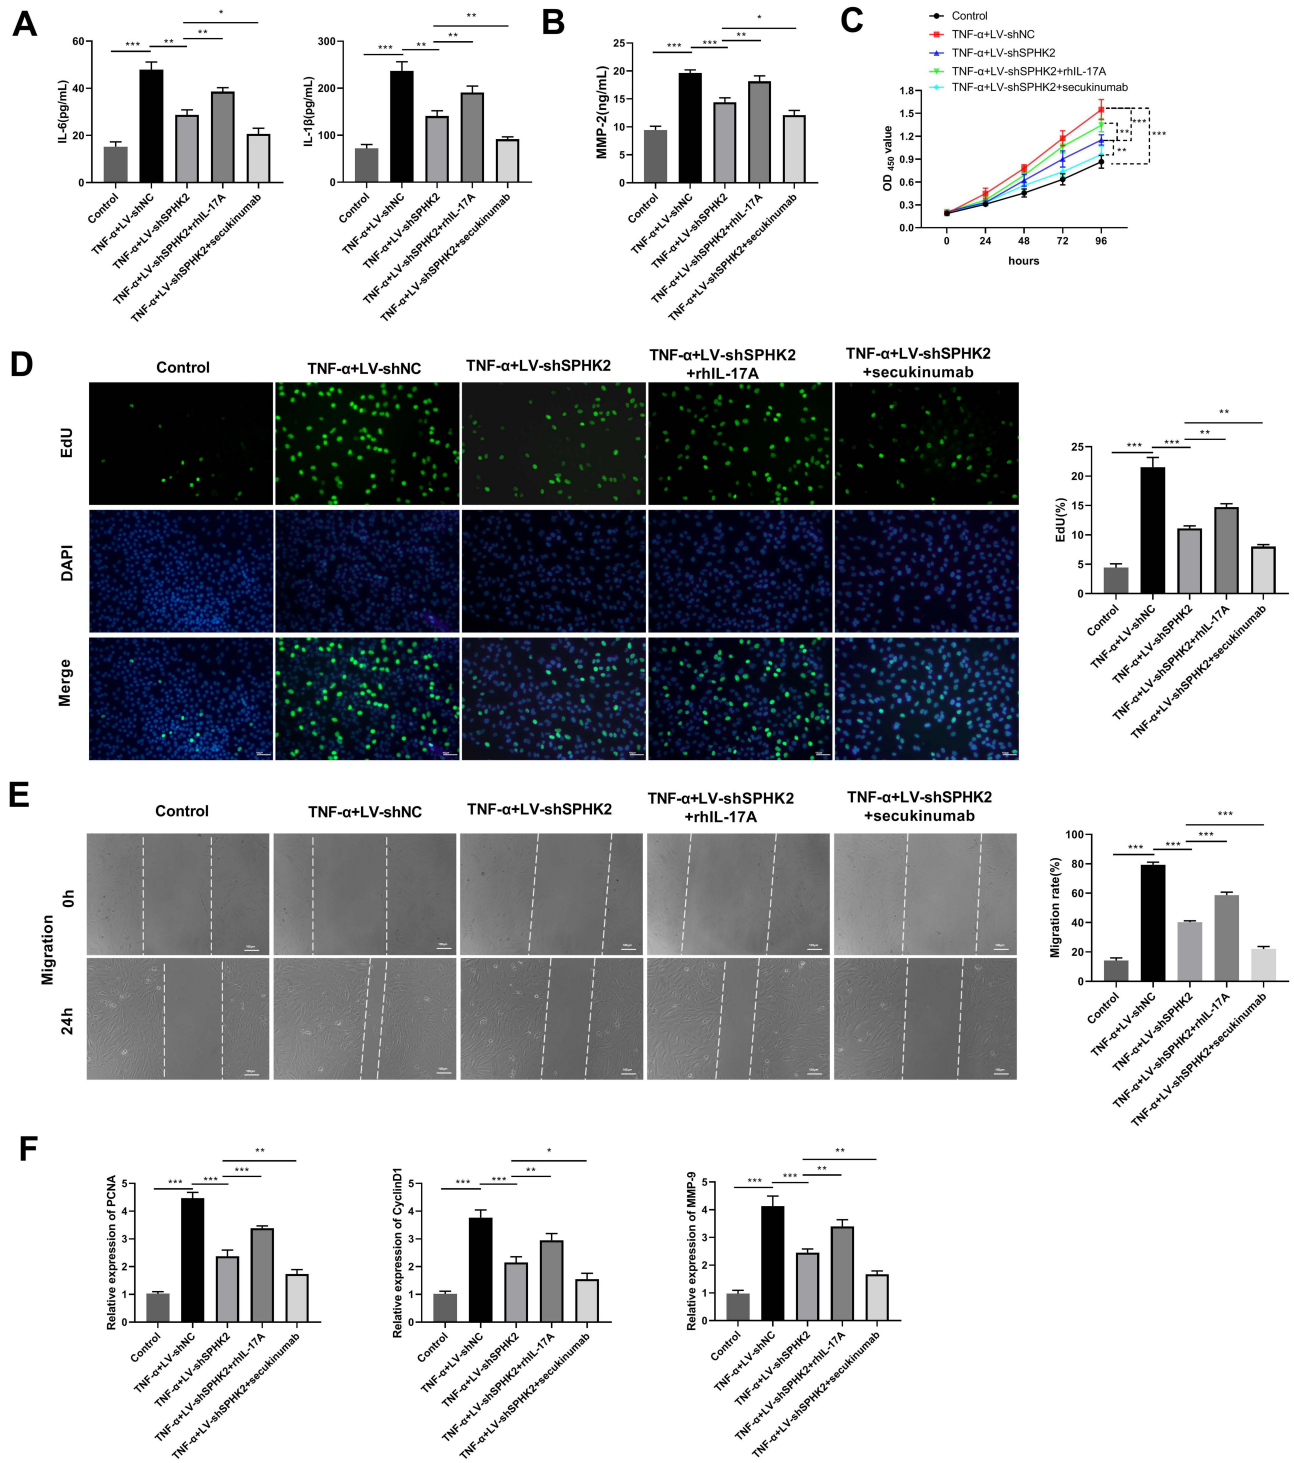 A
IL-6(pg/mL)
60
40
20
0
***
**
**
*
Control
TNF-α+LV-shNC
TNF-α+LV-shSPHK2
TNF-α+LV-shSPHK2+rhIL-17A
TNF-α+LV-shSPHK2+secukinumab
IL-1β(pg/mL)
300
200
100
0
***
**
**
**
Control
TNF-α+LV-shNC
TNF-α+LV-shSPHK2
TNF-α+LV-shSPHK2+rhIL-17A
TNF-α+LV-shSPHK2+secukinumab
B
MMP-2(ng/mL)
25
20
15
10
5
0
***
***
**
*
Control
TNF-α+LV-shNC
TNF-α+LV-shSPHK2
TNF-α+LV-shSPHK2+rhIL-17A
TNF-α+LV-shSPHK2+secukinumab
C
Control
TNF-α+LV-shNC
TNF-α+LV-shSPHK2
TNF-α+LV-shSPHK2+rhIL-17A
TNF-α+LV-shSPHK2+secukinumab
OD 450 value
1.8
1.5
1.2
0.9
0.6
0.3
0.0
0 24 48 72 96
hours
**
**
***
***
D
Control
TNF-α+LV-shNC
TNF-α+LV-shSPHK2
TNF-α+LV-shSPHK2
+rhIL-17A
TNF-α+LV-shSPHK2
+secukinumab
EdU
DAPI
Merge
EdU(%)
25
20
15
10
5
0
***
***
**
**
Control
TNF-α+LV-shNC
TNF-α+LV-shSPHK2
TNF-α+LV-shSPHK2+rhIL-17A
TNF-α+LV-shSPHK2+secukinumab
E
Control
TNF-α+LV-shNC
TNF-α+LV-shSPHK2
TNF-α+LV-shSPHK2
+rhIL-17A
TNF-α+LV-shSPHK2
+secukinumab
Migration
0h
24h
Migration rate(%)
100
80
60
40
20
0
***
***
***
***
Control
TNF-α+LV-shNC
TNF-α+LV-shSPHK2
TNF-α+LV-shSPHK2+rhIL-17A
TNF-α+LV-shSPHK2+secukinumab
F
Relative expression of PCNA
5
4
3
2
1
0
***
***
***
**
Control
TNF-α+LV-shNC
TNF-α+LV-shSPHK2
TNF-α+LV-shSPHK2+rhIL-17A
TNF-α+LV-shSPHK2+secukinumab
Relative expression of CyclinD1
5
4
3
2
1
0
***
***
**
*
Control
TNF-α+LV-shNC
TNF-α+LV-shSPHK2
TNF-α+LV-shSPHK2+rhIL-17A
TNF-α+LV-shSPHK2+secukinumab
Relative expression of MMP-9
5
4
3
2
1
0
***
***
**
**
Control
TNF-α+LV-shNC
TNF-α+LV-shSPHK2
TNF-α+LV-shSPHK2+rhIL-17A
TNF-α+LV-shSPHK2+secukinumab